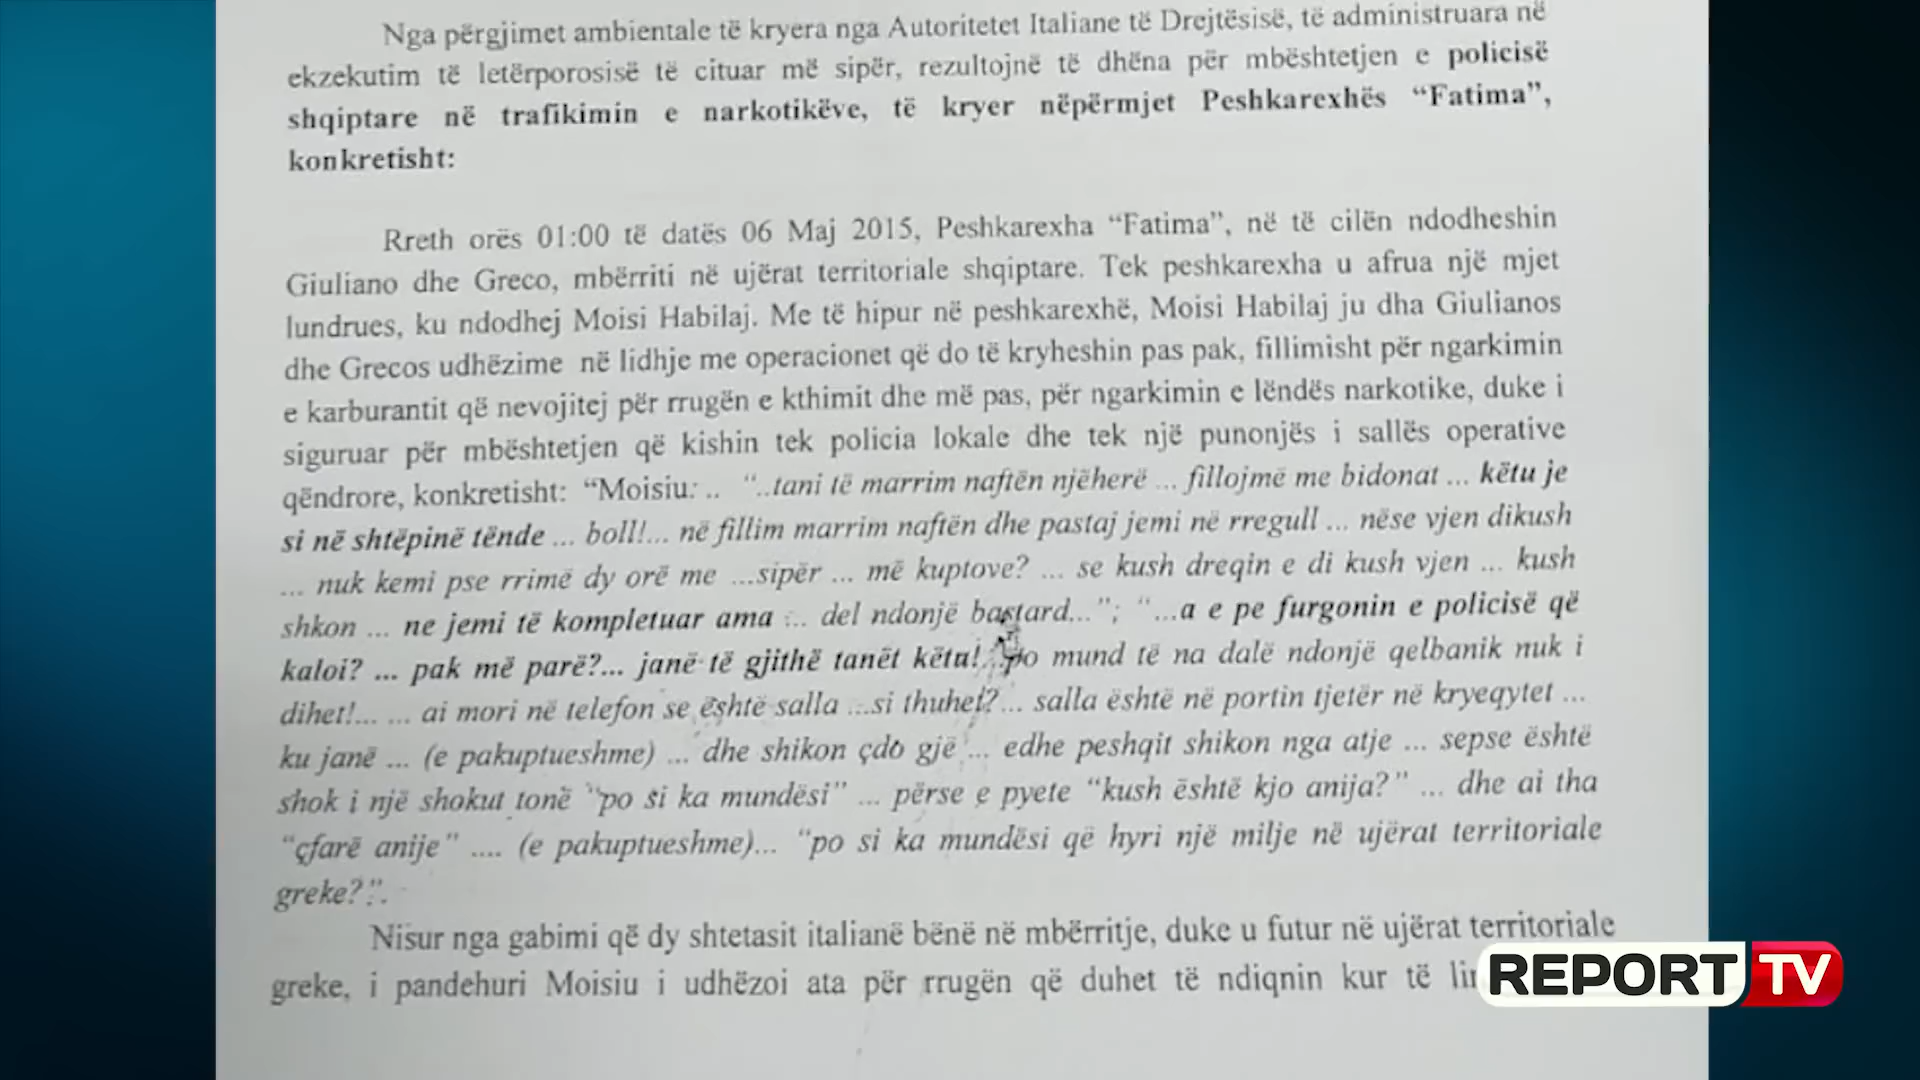 Nga përgjimet ambientale të kryera nga Autoritetet Italiane të Drejtësisë, të administruara në
ekzekutim të letërporosisë të cituar më sipër, rezultojnë të dhëna për mbështetjen e policisë
shqiptare në trafikimin e narkotikëve, të kryer nëpërmjet Peshkarexhës “Fatima”,
konkretisht:
Rreth orës 01:00 të datës 06 Maj 2015, Peshkarexha “Fatima”, në të cilën ndodheshin
Giuliano dhe Greco, mbërriti në ujërat territoriale shqiptare. Tek peshkarexha u afrua një mjet
lundrues, ku ndodhej Moisi Habilaj. Me të hipur në peshkarexhë, Moisi Habilaj ju dha Giulianos
dhe Grecos udhëzime në lidhje me operacionet që do të kryheshin pas pak, fillimisht për ngarkimin
e karburantit që nevojitej për rrugën e kthimit dhe më pas, për ngarkimin e lëndës narkotike, duke i
siguruar për mbështetjen që kishin tek policia lokale dhe tek një punonjës i sallës operative
qëndrore, konkretisht: “Moisiu: .. “..tani të marrim naftën njëherë ... fillojmë me bidonat ... këtu je
si në shtëpinë tënde ... boll!... në fillim marrim naftën dhe pastaj jemi në rregull ... nëse vjen dikush
... nuk kemi pse rrimë dy orë me ...sipër ... më kuptove? ... se kush dreqin e di kush vjen ... kush
shkon ... ne jemi të kompletuar ama ... del ndonjë bastard...”; “...a e pe furgonin e policisë që
kaloi? ... pak më parë?... janë të gjithë tanët këtu! ...po mund të na dalë ndonjë qelbanik nuk i
dihet!... ... ai mori në telefon se është salla ...si thuhet?... salla është në portin tjetër në kryeqytet ...
ku janë ... (e pakuptueshme) ... dhe shikon çdo gjë ... edhe peshqit shikon nga atje ... sepse është
shok i një shokut tonë “po si ka mundësi” ... përse e pyete “kush është kjo anija?” ... dhe ai tha
“çfarë anije” .... (e pakuptueshme)... “po si ka mundësi që hyri një milje në ujërat territoriale
greke?”.
Nisur nga gabimi që dy shtetasit italianë bënë në mbërritje, duke u futur në ujërat territoriale
greke, i pandehuri Moisiu i udhëzoi ata për rrugën që duhet të ndiqnin kur të
REPORT TV